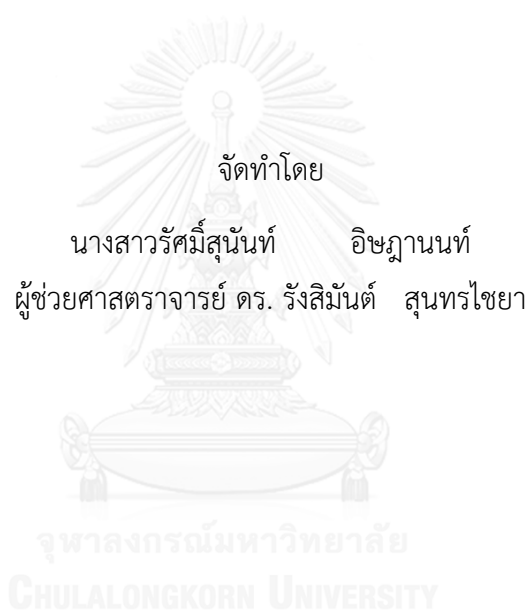 จัดทำโดย
นางสาวรัศมิ์สุนันท์ อิษฎานนท์
ผู้ช่วยศาสตราจารย์ ดร. รังสิมันต์ สุนทรไชยา
จุฬาลงกรณ์มหาวิทยาลัย
CHULALONGKORN UNIVERSITY